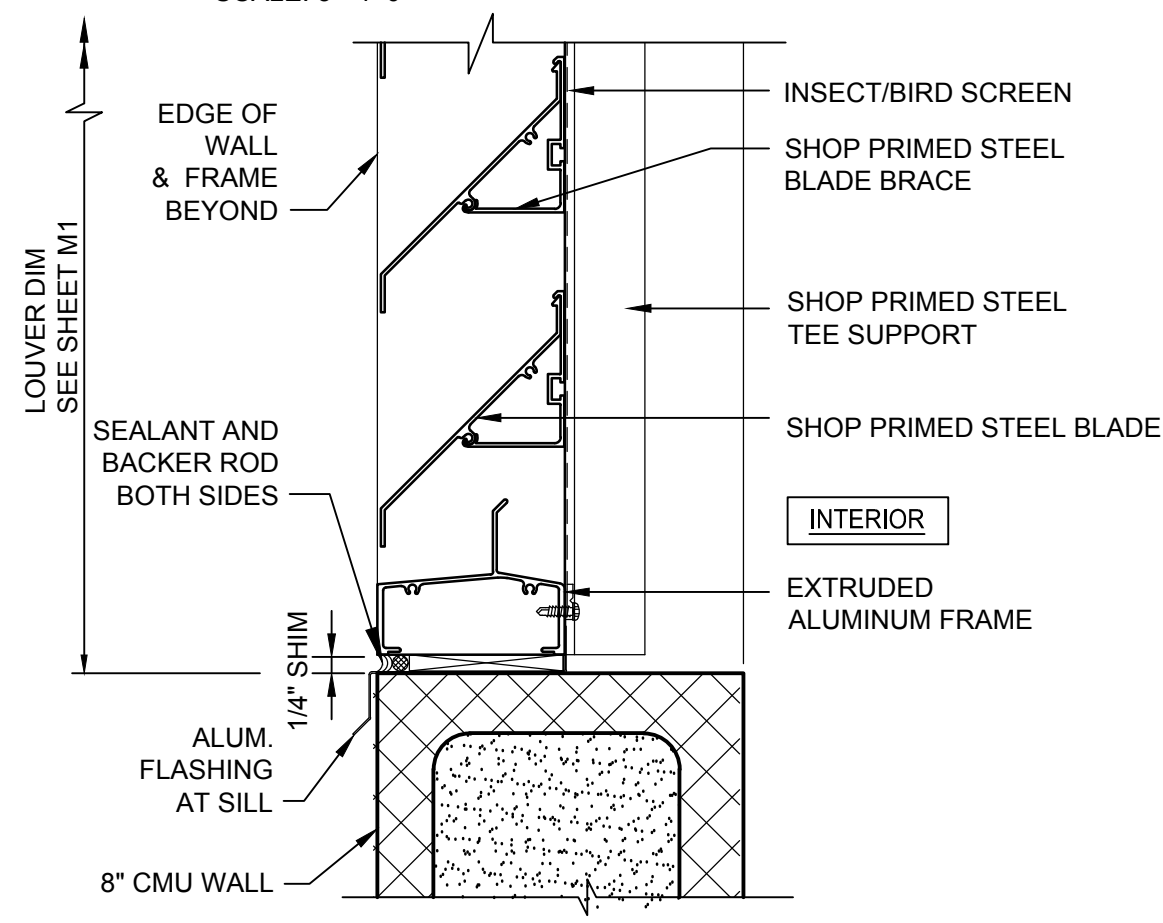 EDGE OF
WALL
& FRAME
BEYOND
LOUVER DIM
SEE SHEET M1
SEALANT AND
BACKER ROD
BOTH SIDES
1/4" SHIM
ALUM.
FLASHING
AT SILL
8" CMU WALL
INSECT/BIRD SCREEN
SHOP PRIMED STEEL
BLADE BRACE
SHOP PRIMED STEEL
TEE SUPPORT
SHOP PRIMED STEEL BLADE
INTERIOR
EXTRUDED
ALUMINUM FRAME